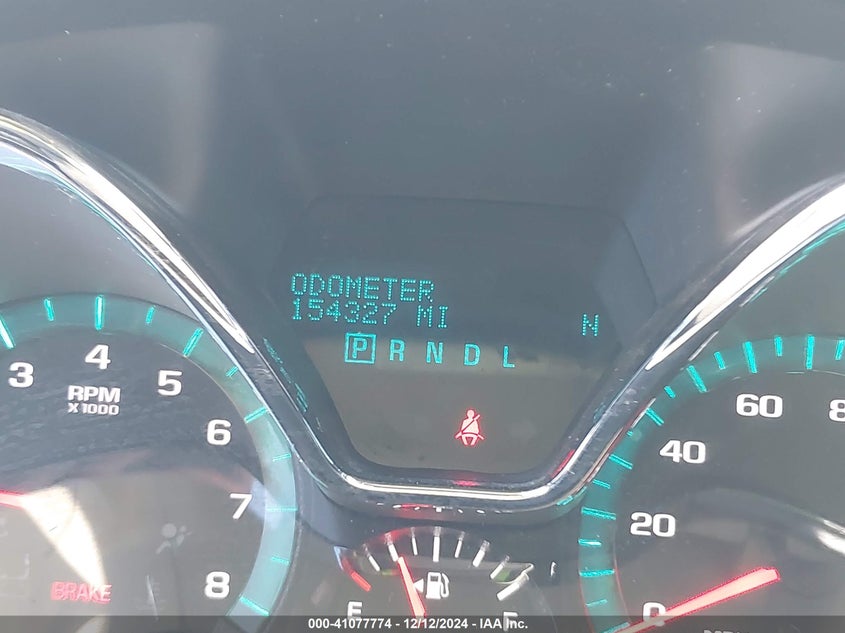 ODOMETER
154327 MI
N
P R N D L
3
4
5
6
7
8
RPM
X1000
BRAKE
E
F
0
20
40
60
8
000-41077774 - 12/12/2024 - IAA Inc.